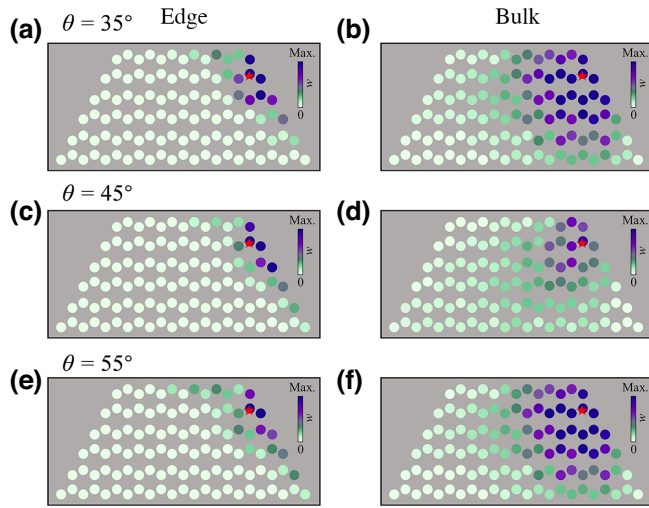 Edge
Bulk
θ = 35°
(a)
Max.
w
0
(b)
Max.
w
0
θ = 45°
(c)
Max.
w
0
(d)
Max.
w
0
θ = 55°
(e)
Max.
w
0
(f)
Max.
w
0